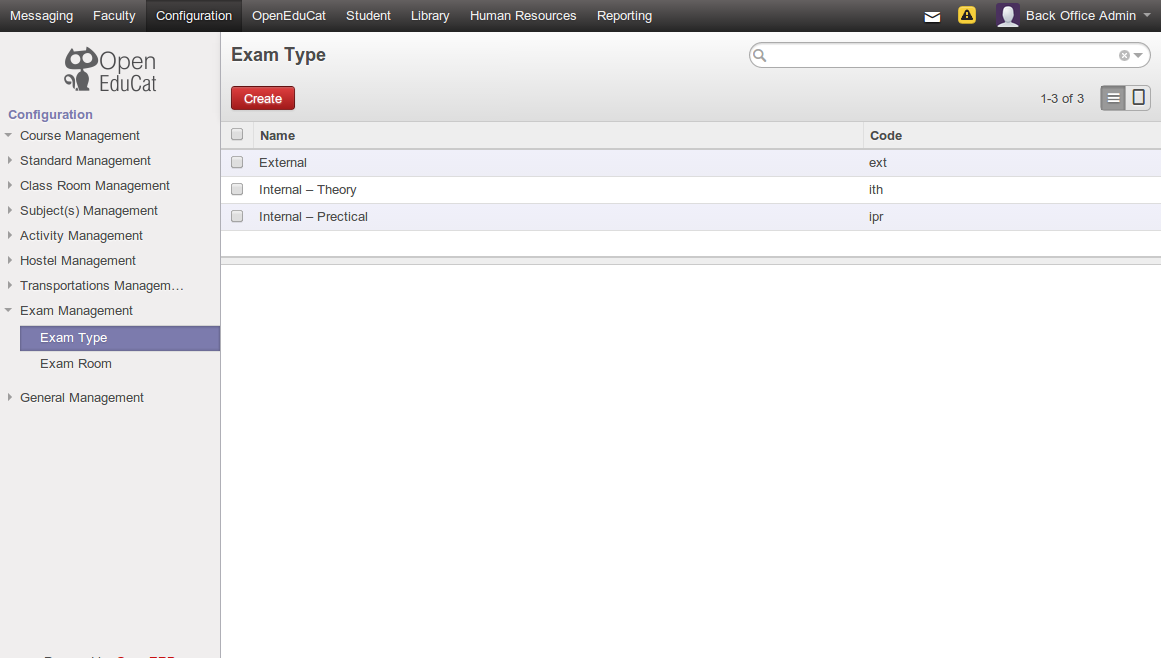 Messaging Faculty Configuration OpenEduCat Student Library Human Resources Reporting Back Office Admin
Open
EduCat
Configuration
Course Management
Standard Management
Class Room Management
Subject(s) Management
Activity Management
Hostel Management
Transportations Managem…
Exam Management
Exam Type
Exam Room
General Management
Exam Type
Create 1-3 of 3
Name Code
External ext
Internal – Theory ith
Internal – Prectical ipr